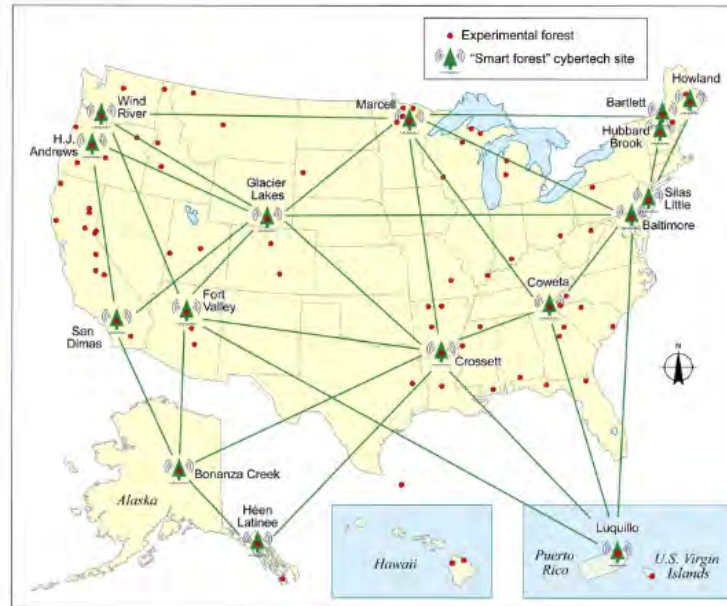 Experimental forest
"Smart forest" cybertech site
Howland
Bartlett
Wind
River
Marcell
Hubbard
Brook
H.J.
Andrews
Glacier
Lakes
Silas
Little
Baltimore
Coweta
Fort
Valley
San
Dimas
Crossett
N
Bonanza Creek
Alaska
Héen
Latinee
Luquillo
Hawaii
Puerto
Rico
U.S. Virgin
Islands